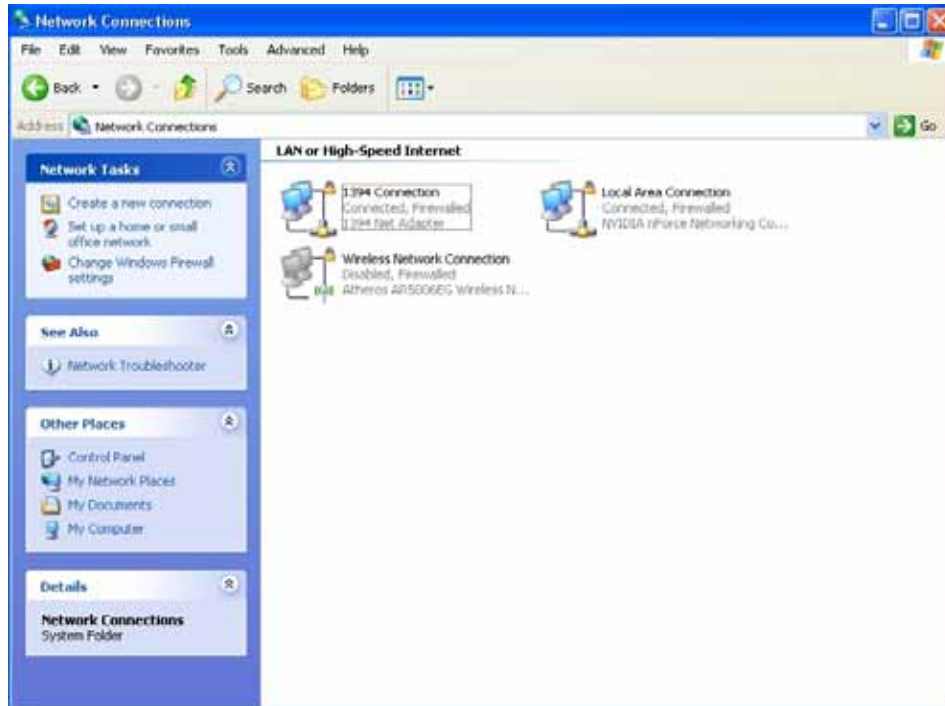 Network Connections
File Edit View Favorites Tools Advanced Help
Back Search Folders
Address Network Connections Go
Network Tasks
Create a new connection
Set up a home or small
office network
Change Windows Firewall
settings
See Also
Network Troubleshooter
Other Places
Control Panel
My Network Places
My Documents
My Computer
Details
Network Connections
System Folder
LAN or High-Speed Internet
1394 Connection
Connected, Firewalled
1394 Net Adapter
Local Area Connection
Connected, Firewalled
NVIDIA nForce Networking Co...
Wireless Network Connection
Disabled, Firewalled
Atheros AR5006EG Wireless N...